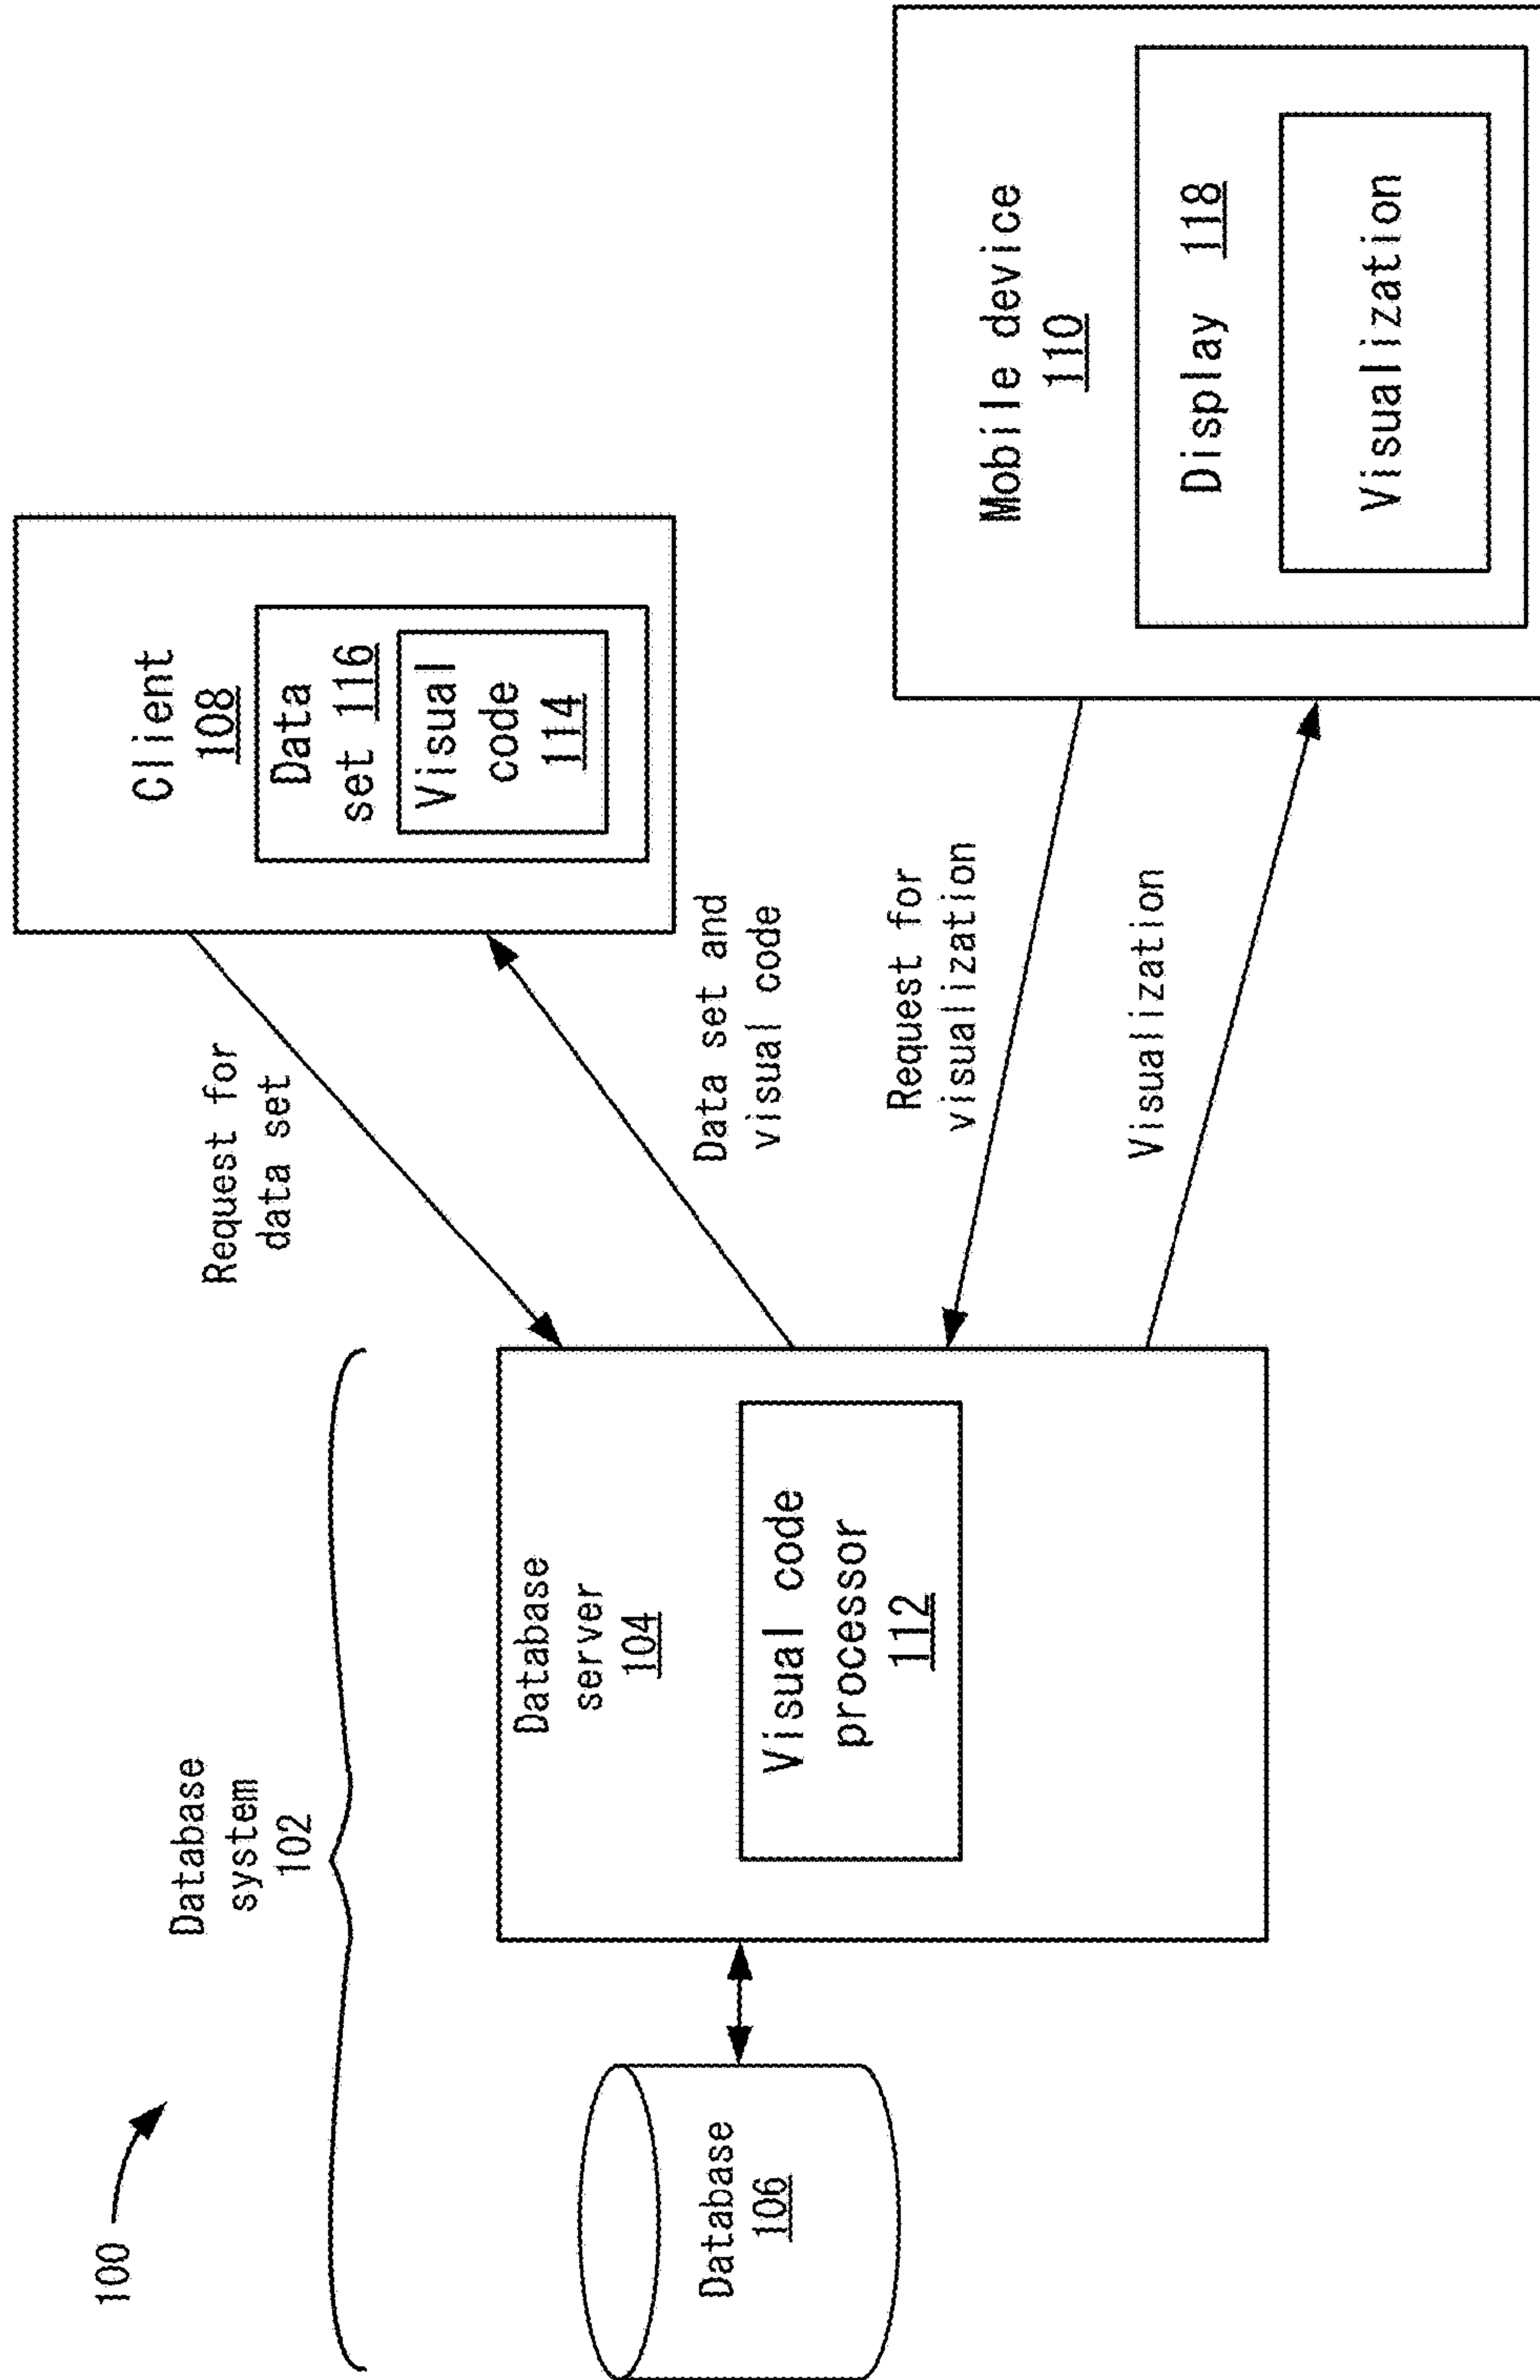 100
Database
system
102
Database
106
Database
server
104
Visual code
processor
112
Request for
data set
Data set and
visual code
Request for
visualization
Visualization
Client
108
Data
set 116
Visual
code
114
Mobile device
110
Display 118
Visualization